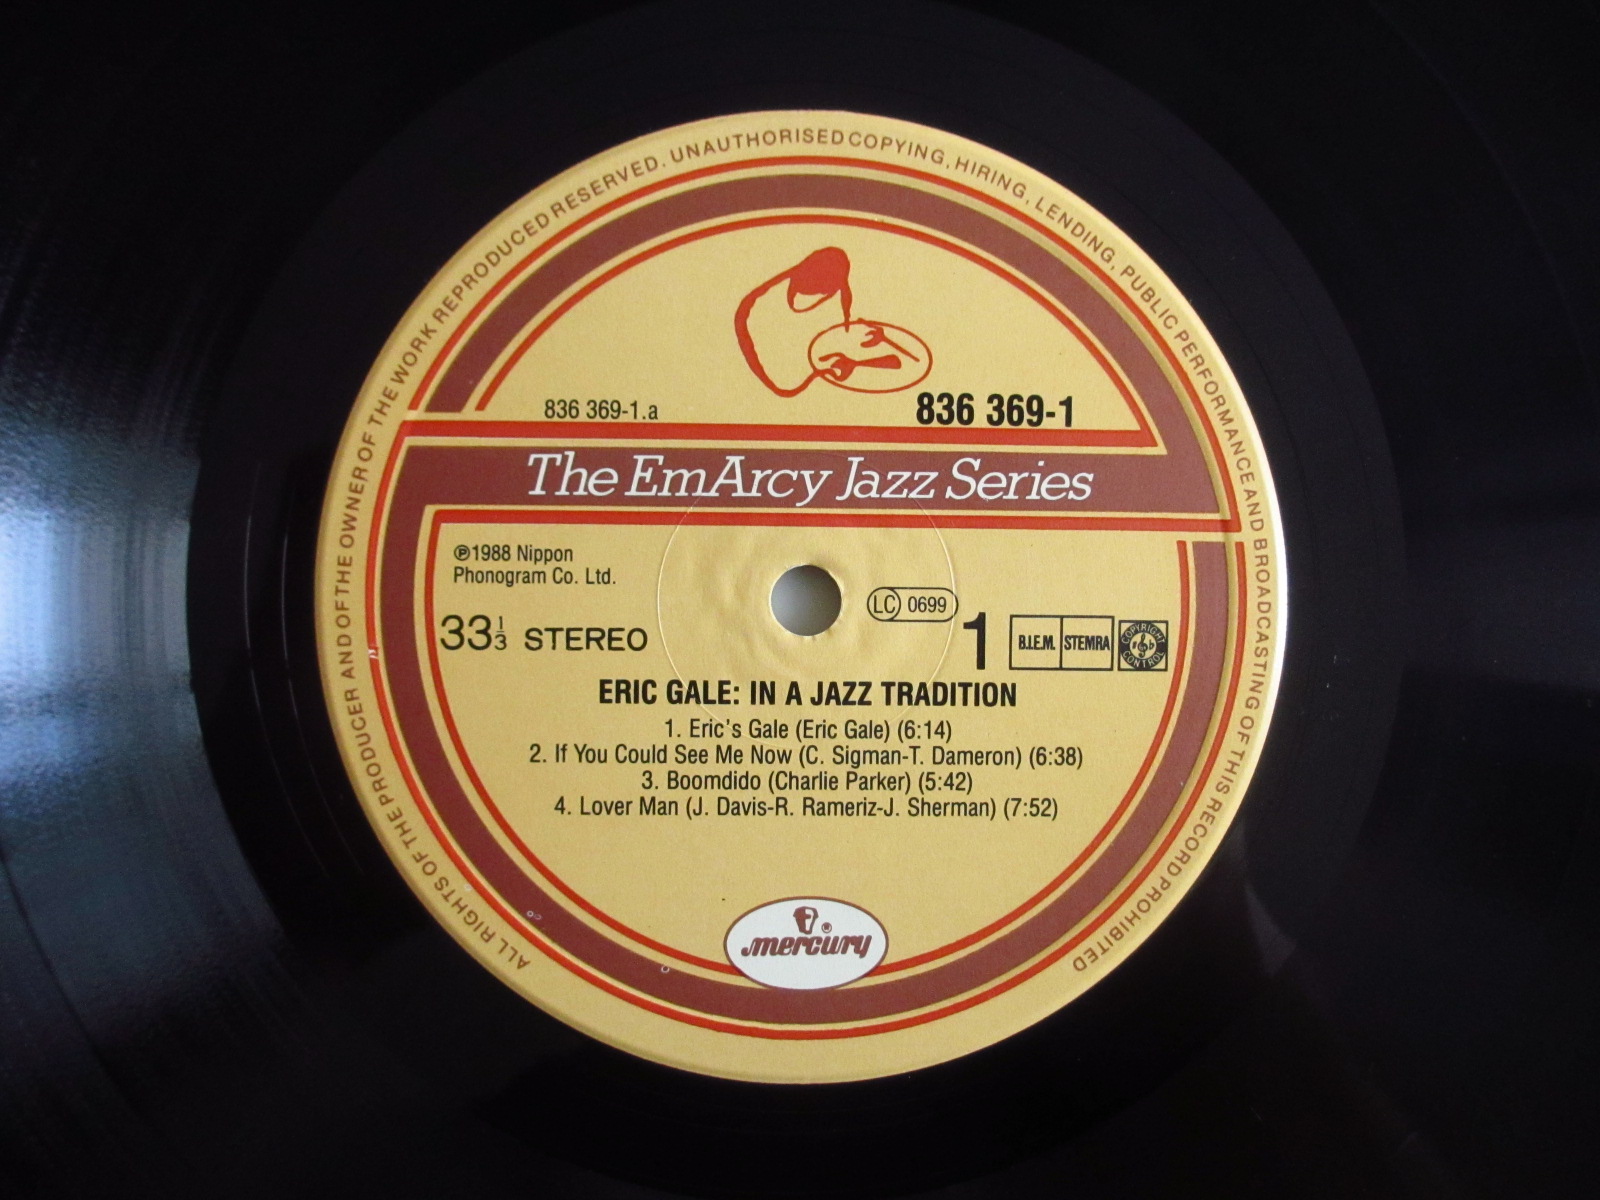 ALL RIGHTS OF THE PRODUCER AND OF THE OWNER OF THE WORK REPRODUCED RESERVED. UNAUTHORISED COPYING, HIRING, LENDING, PUBLIC PERFORMANCE AND BROADCASTING OF THIS RECORD PROHIBITED
836 369-1.a
836 369-1
The EmArcy Jazz Series
℗1988 Nippon
Phonogram Co. Ltd.
LC 0699
33 1/3 STEREO
1
B.I.E.M. STEMRA
COPYRIGHT CONTROL
ERIC GALE: IN A JAZZ TRADITION
1. Eric's Gale (Eric Gale) (6:14)
2. If You Could See Me Now (C. Sigman-T. Dameron) (6:38)
3. Boomdido (Charlie Parker) (5:42)
4. Lover Man (J. Davis-R. Rameriz-J. Sherman) (7:52)
®
mercury